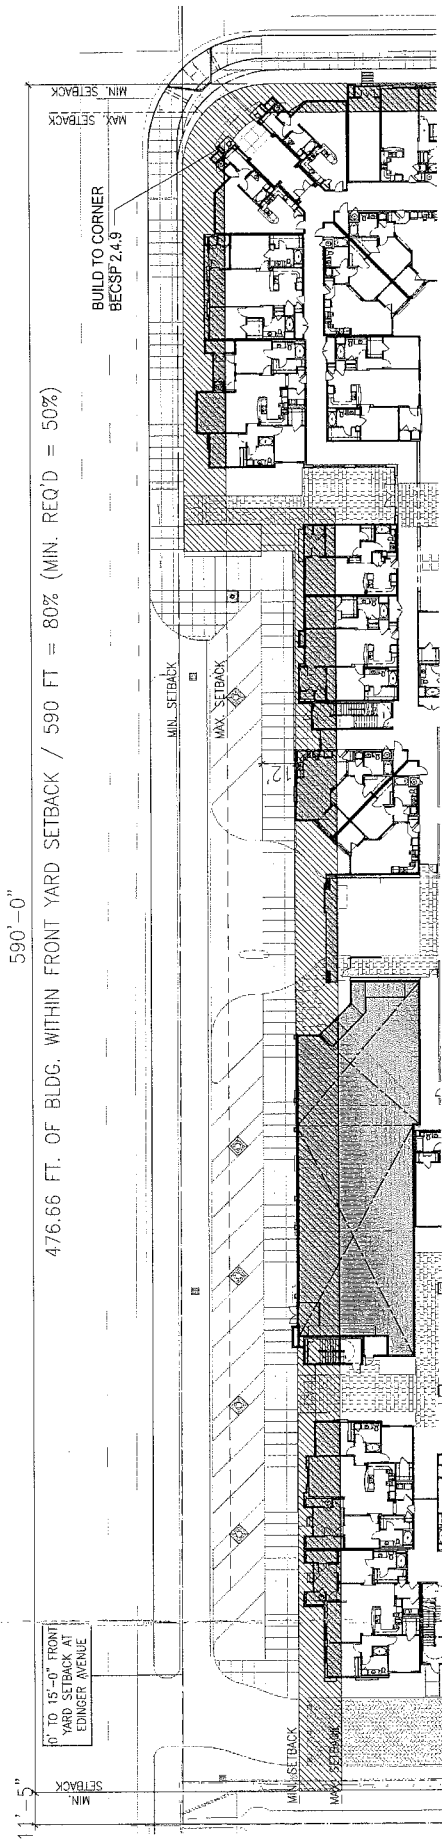 MIN. SETBACK
MAX. SETBACK
BUILD TO CORNER
BECSP 2.4.9
590'-0"
476.66 FT. OF BLDG. WITHIN FRONT YARD SETBACK / 590 FT = 80% (MIN. REQ'D = 50%)
MIN. SETBACK
MAX. SETBACK
12'
0' TO 15'-0" FRONT
YARD SETBACK AT
EDINGER AVENUE
MIN. SETBACK
MAX. SETBACK
MIN.
SETBACK
11'-5"